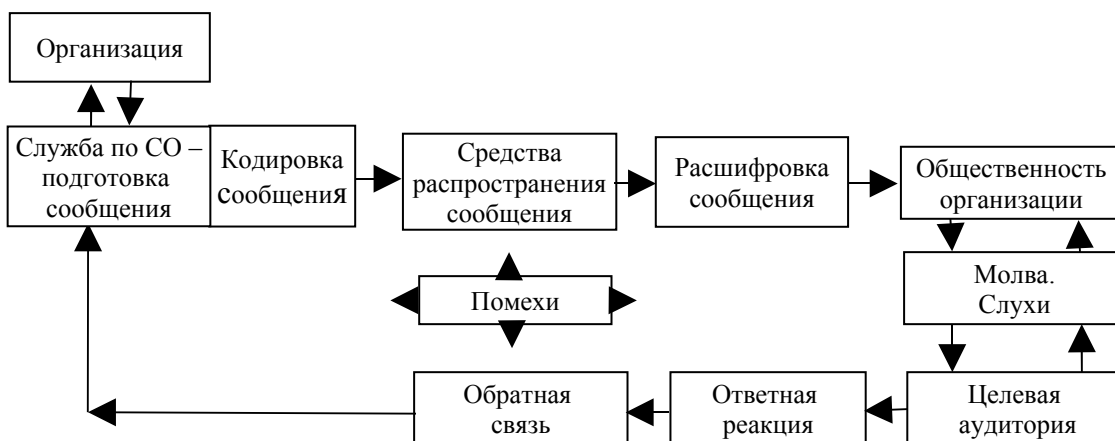 Организация
Служба по СО –
подготовка
сообщения
Кодировка
сообщения
Средства
распространения
сообщения
Расшифровка
сообщения
Общественность
организации
Молва.
Слухи
Помехи
Обратная
связь
Ответная
реакция
Целевая
аудитория